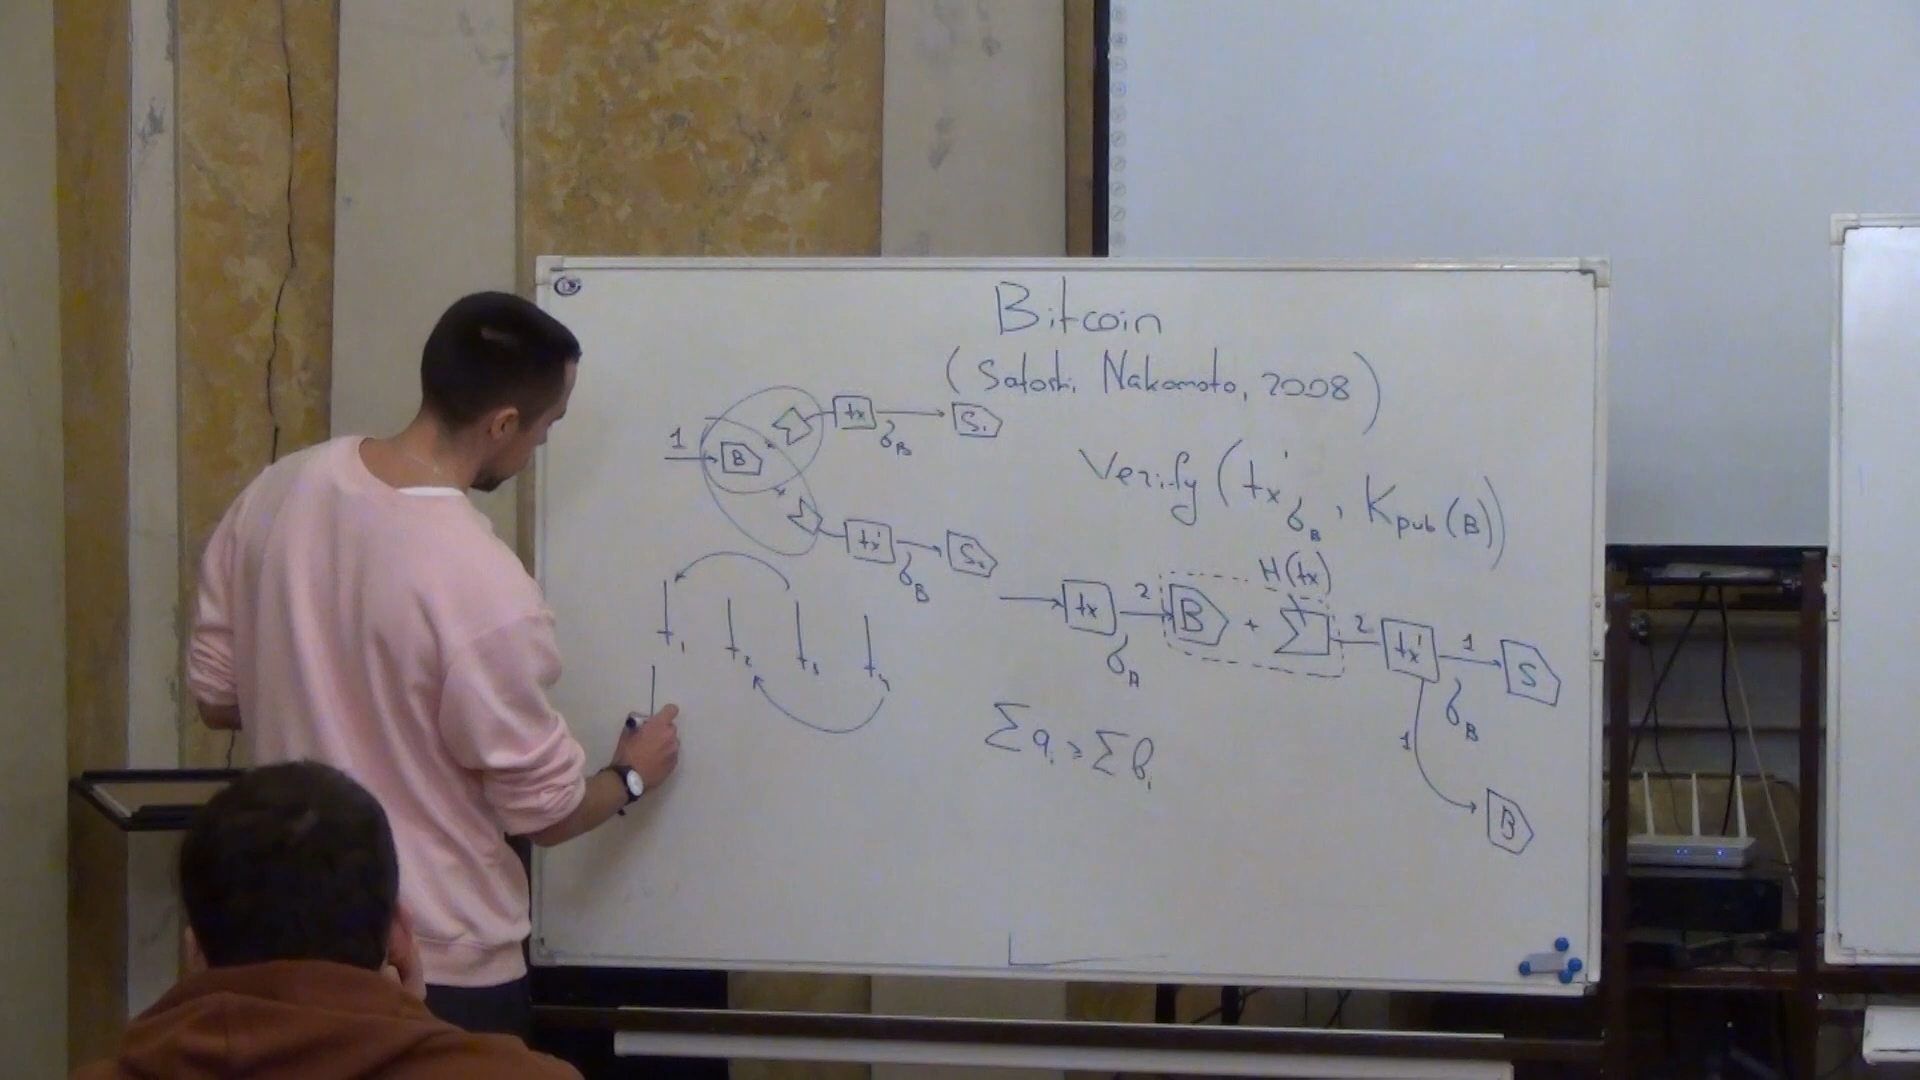 Bitcoin
(Satoshi Nakamoto, 2008)
1 B Σ tx σB S1
Σ tx' σB S2
Verify (tx'σB, Kpub(B))
H(tx)
tx σA 2 B + Σ 2 tx' σB 1 S
1 B
t1 t2 t3 t4
Σai ≥ Σbi